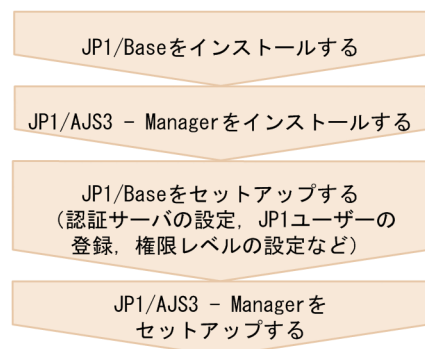 JP1/Baseをインストールする
JP1/AJS3 - Managerをインストールする
JP1/Baseをセットアップする
（認証サーバの設定，JP1ユーザーの
登録，権限レベルの設定など）
JP1/AJS3 - Managerを
セットアップする